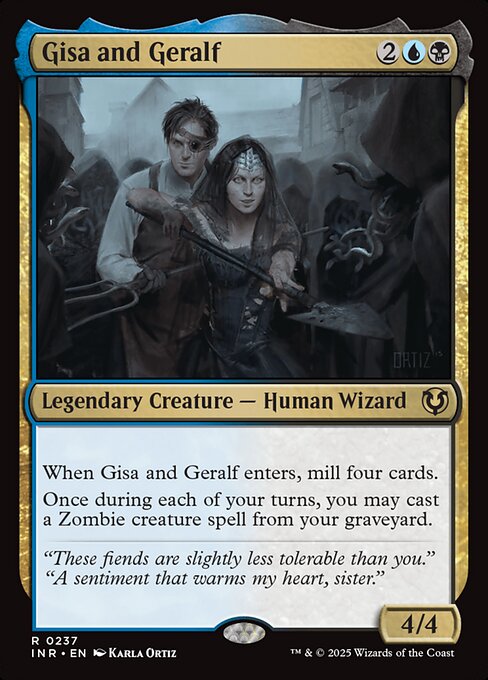 Gisa and Geralf 2
ORTIZ '15
Legendary Creature — Human Wizard
When Gisa and Geralf enters, mill four cards.
Once during each of your turns, you may cast
a Zombie creature spell from your graveyard.
“These fiends are slightly less tolerable than you.”
“A sentiment that warms my heart, sister.”
4/4
R 0237
INR • EN Karla Ortiz
™ & © 2025 Wizards of the Coast